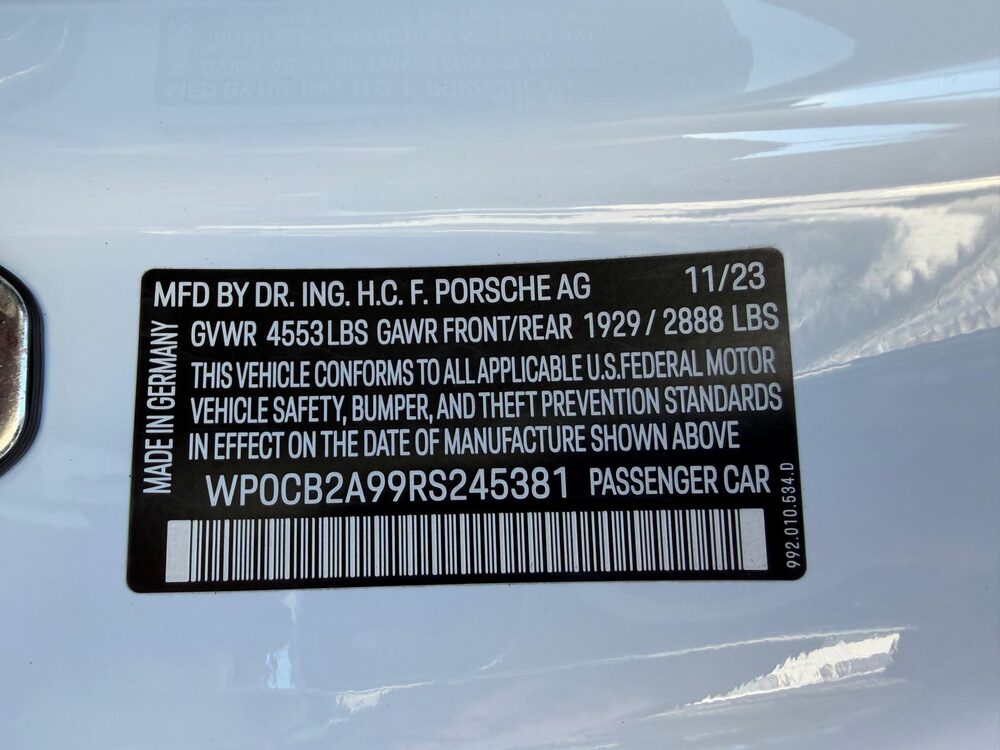 MFD BY DR. ING. H.C. F. PORSCHE AG 11/23
GVWR 4553LBS GAWR FRONT/REAR 1929 / 2888 LBS
THIS VEHICLE CONFORMS TO ALL APPLICABLE U.S.FEDERAL MOTOR
VEHICLE SAFETY, BUMPER, AND THEFT PREVENTION STANDARDS
IN EFFECT ON THE DATE OF MANUFACTURE SHOWN ABOVE
WP0CB2A99RS245381 PASSENGER CAR
MADE IN GERMANY
992.010.534.D